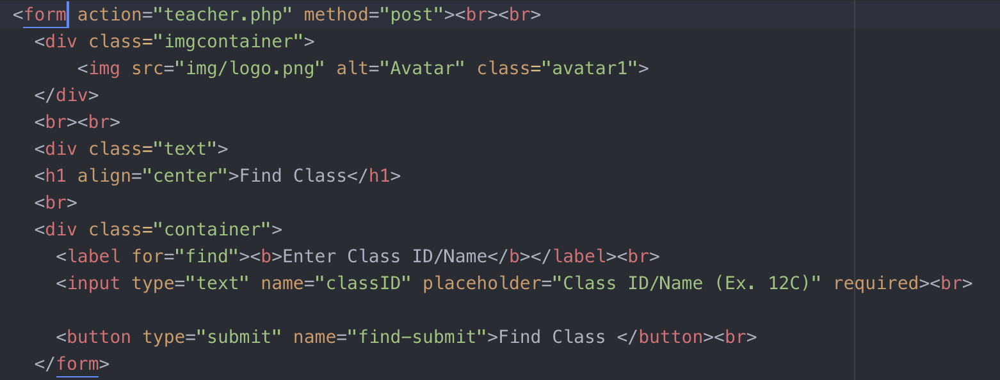 <form action="teacher.php" method="post"><br><br>
<div class="imgcontainer">
<img src="img/logo.png" alt="Avatar" class="avatar1">
</div>
<br><br>
<div class="text">
<h1 align="center">Find Class</h1>
<br>
<div class="container">
<label for="find"><b>Enter Class ID/Name</b></label><br>
<input type="text" name="classID" placeholder="Class ID/Name (Ex. 12C)" required><br>
<button type="submit" name="find-submit">Find Class </button><br>
</form>